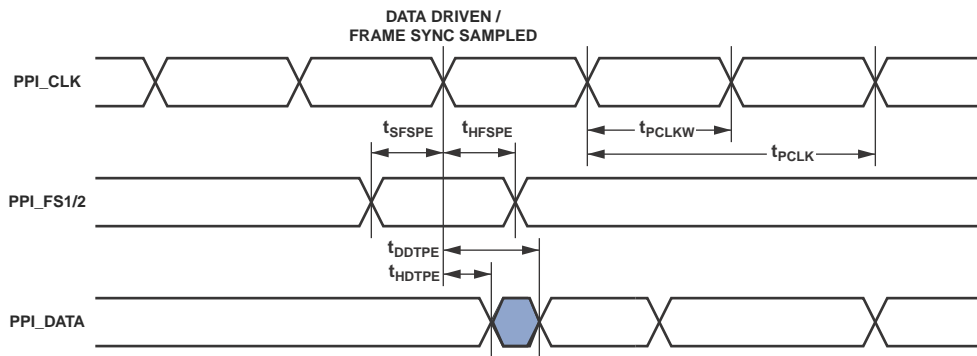 DATA DRIVEN /
FRAME SYNC SAMPLED
PPI_CLK
tSFSPE
tHFSPE
tPCLKW
tPCLK
PPI_FS1/2
tDDTPE
tHDTPE
PPI_DATA